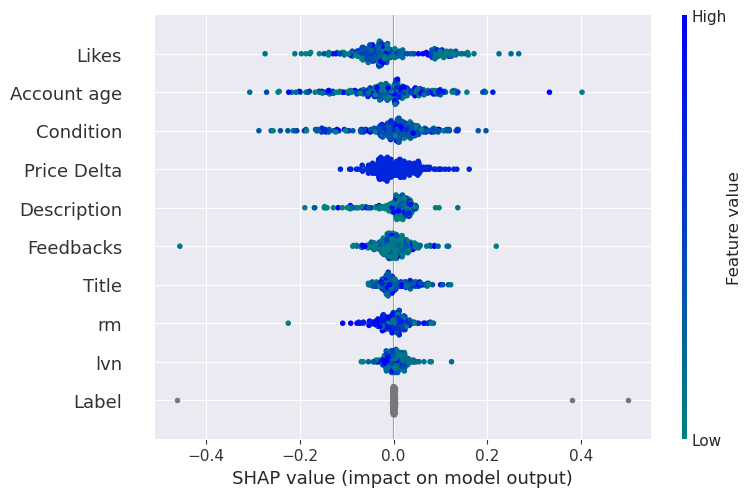 High
Likes
Account age
Condition
Price Delta
Description
Feedbacks
Title
rm
lvn
Label
Feature value
Low
−0.4 −0.2 0.0 0.2 0.4
SHAP value (impact on model output)